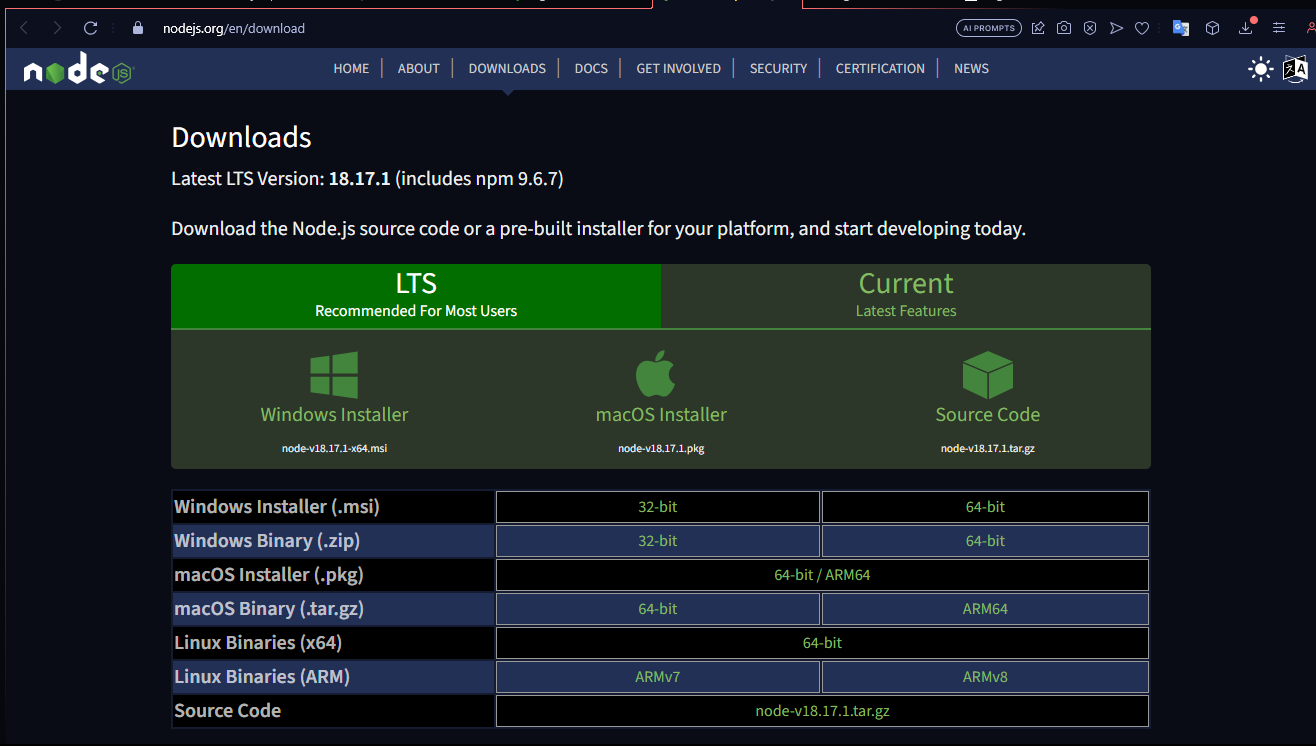 nodejs.org/en/download
AI PROMPTS
node JS
HOME ABOUT DOWNLOADS DOCS GET INVOLVED SECURITY CERTIFICATION NEWS
Downloads
Latest LTS Version: 18.17.1 (includes npm 9.6.7)
Download the Node.js source code or a pre-built installer for your platform, and start developing today.
LTS
Recommended For Most Users
Current
Latest Features
Windows Installer
node-v18.17.1-x64.msi
macOS Installer
node-v18.17.1.pkg
Source Code
node-v18.17.1.tar.gz
Windows Installer (.msi) 32-bit 64-bit
Windows Binary (.zip) 32-bit 64-bit
macOS Installer (.pkg) 64-bit / ARM64
macOS Binary (.tar.gz) 64-bit ARM64
Linux Binaries (x64) 64-bit
Linux Binaries (ARM) ARMv7 ARMv8
Source Code node-v18.17.1.tar.gz